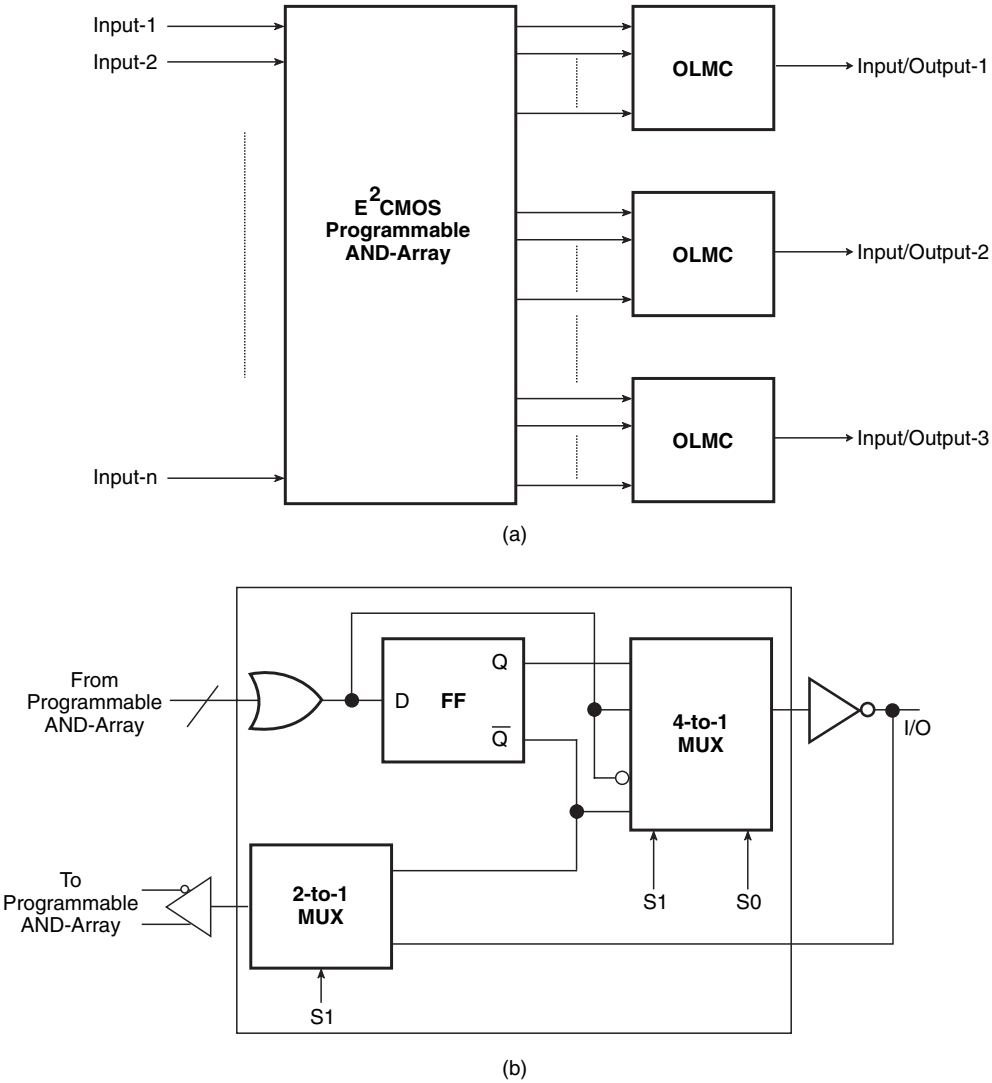 Input-1
Input-2
Input-n
E²CMOS
Programmable
AND-Array
OLMC
Input/Output-1
OLMC
Input/Output-2
OLMC
Input/Output-3
(a)
From
Programmable
AND-Array
D
FF
Q
Q̅
4-to-1
MUX
I/O
S1
S0
To
Programmable
AND-Array
2-to-1
MUX
S1
(b)